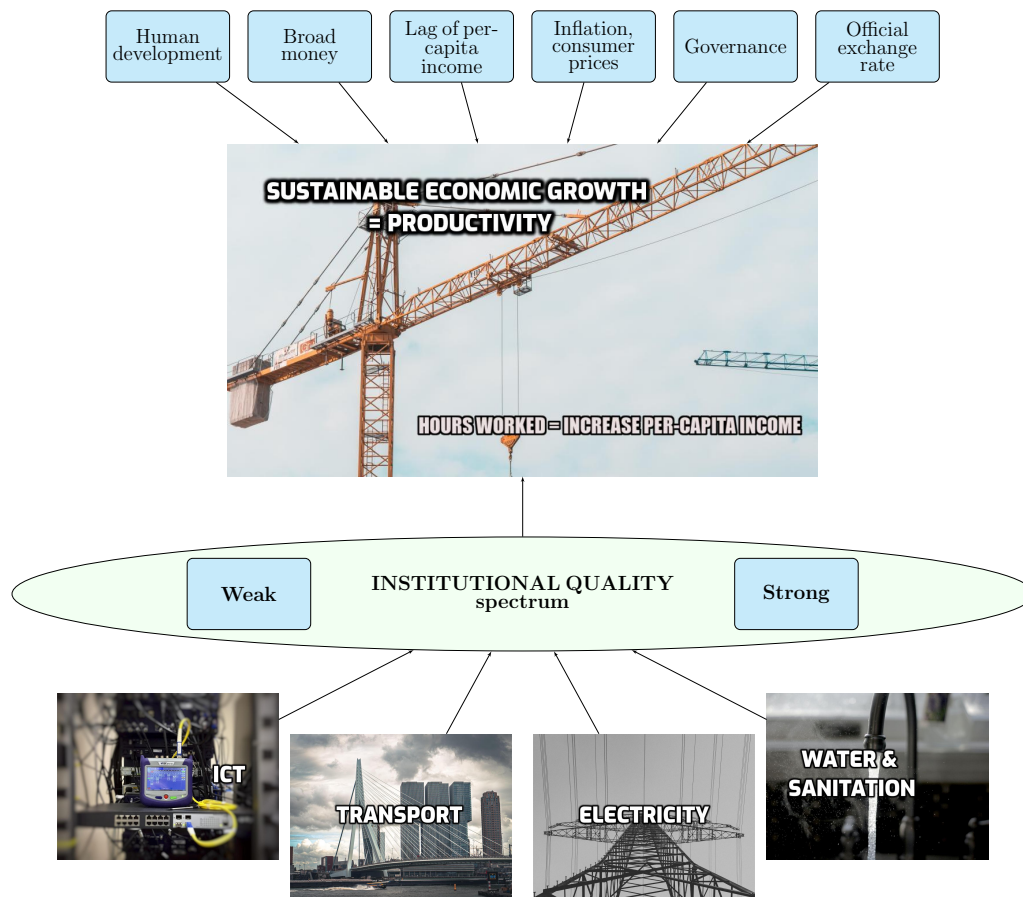 Human
development
Broad
money
Lag of per-
capita
income
Inflation,
consumer
prices
Governance
Official
exchange
rate
SUSTAINABLE ECONOMIC GROWTH
= PRODUCTIVITY
HOURS WORKED = INCREASE PER-CAPITA INCOME
Weak
INSTITUTIONAL QUALITY
spectrum
Strong
ICT
TRANSPORT
ELECTRICITY
WATER &
SANITATION